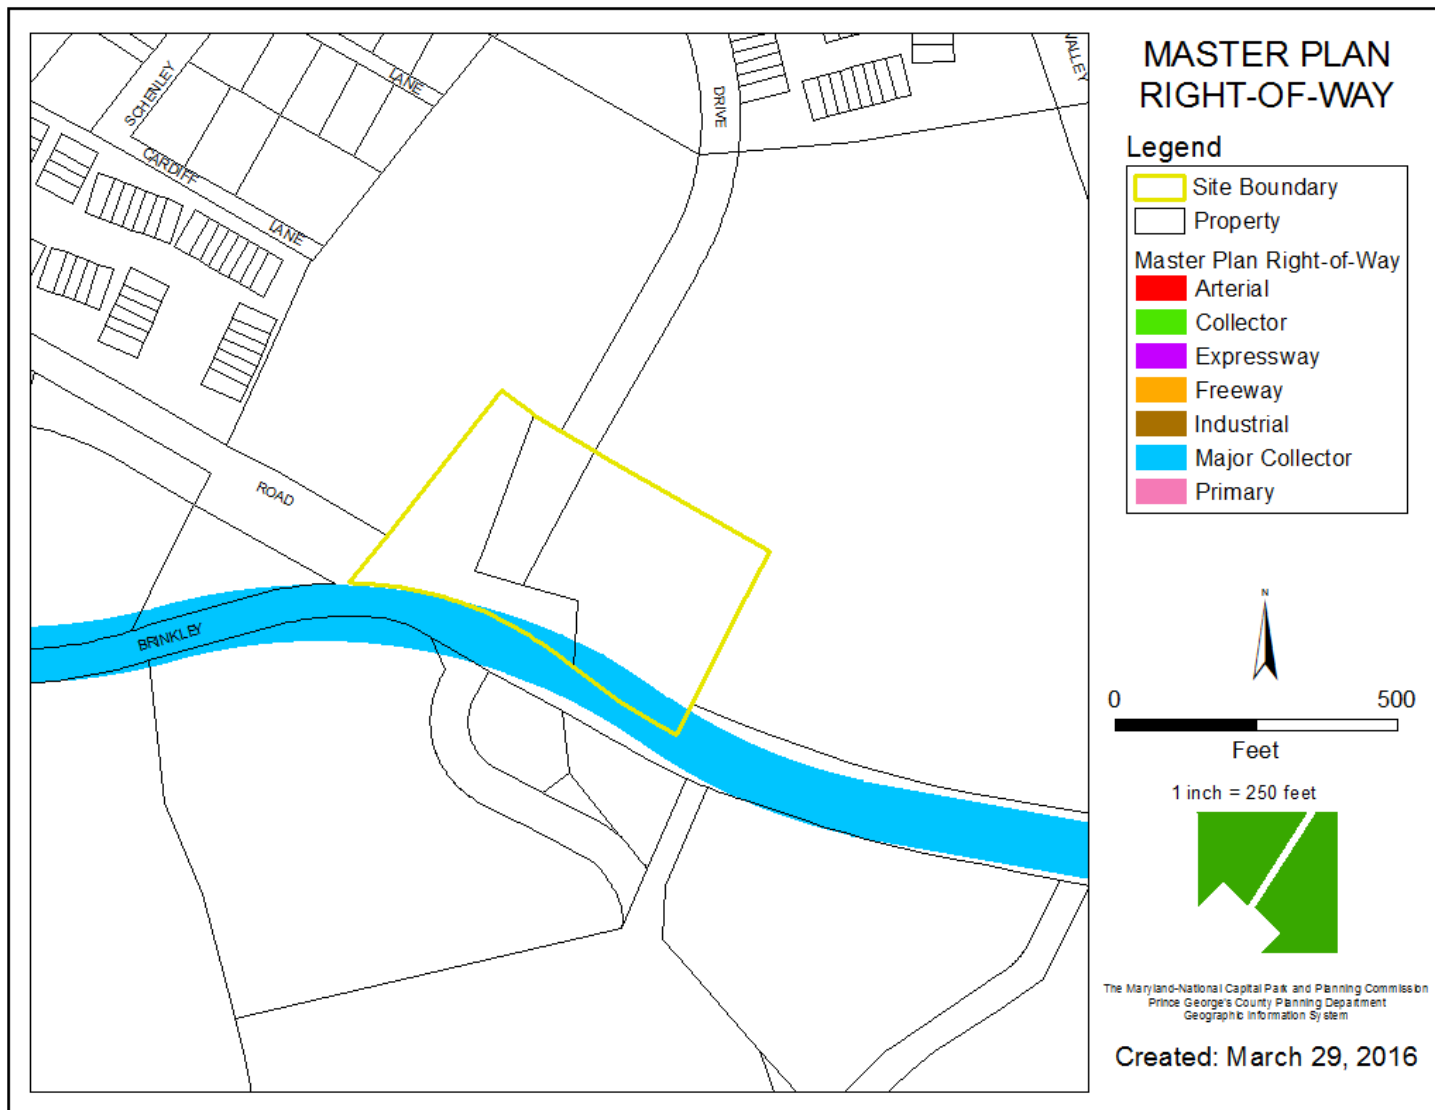 MASTER PLAN
RIGHT-OF-WAY
Legend
Site Boundary
Property
Master Plan Right-of-Way
Arterial
Collector
Expressway
Freeway
Industrial
Major Collector
Primary
N
0 500
Feet
1 inch = 250 feet
The Maryland-National Capital Park and Planning Commission
Prince George's County Planning Department
Geographic Information System
Created: March 29, 2016
SCHENLEY
LANE
DRIVE
CARDIFF
LANE
ROAD
BRINKLEY